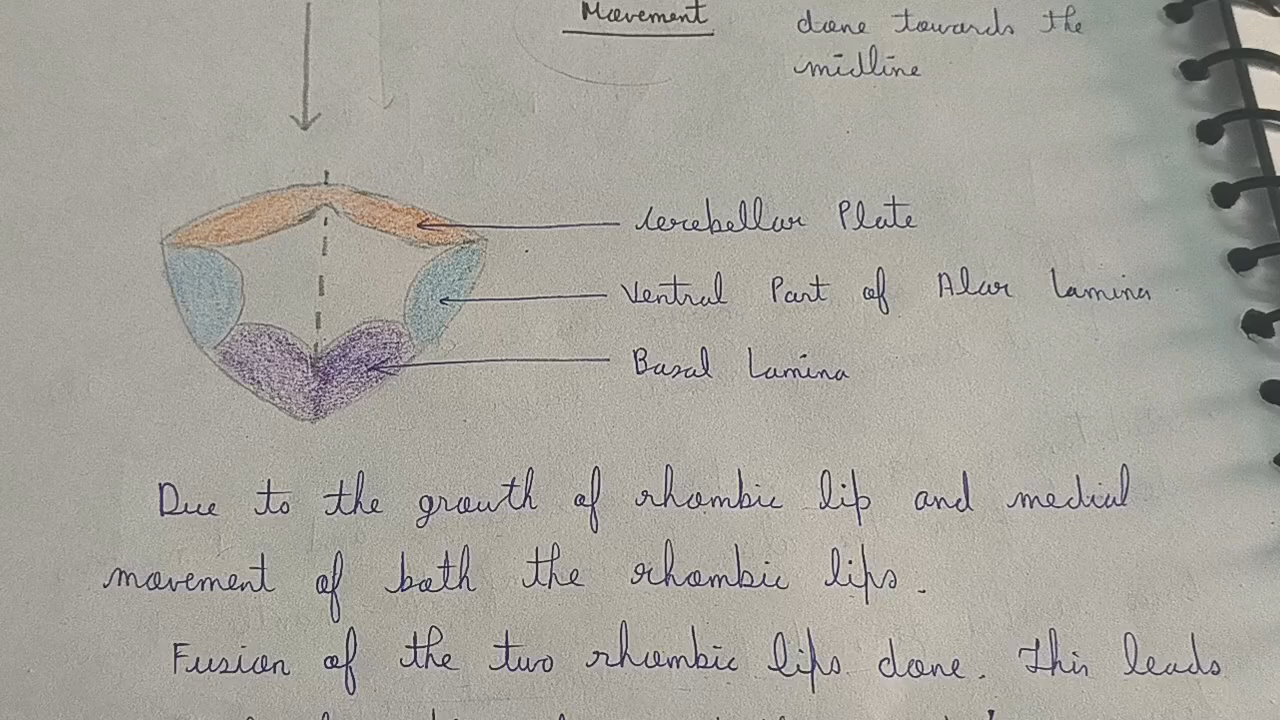 Movement
done towards the
midline
Cerebellar Plate
Ventral Part of Alar Lamina
Basal Lamina
Due to the growth of rhombic lip and medial
movement of both the rhombic lips.
Fusion of the two rhombic lips done. This leads